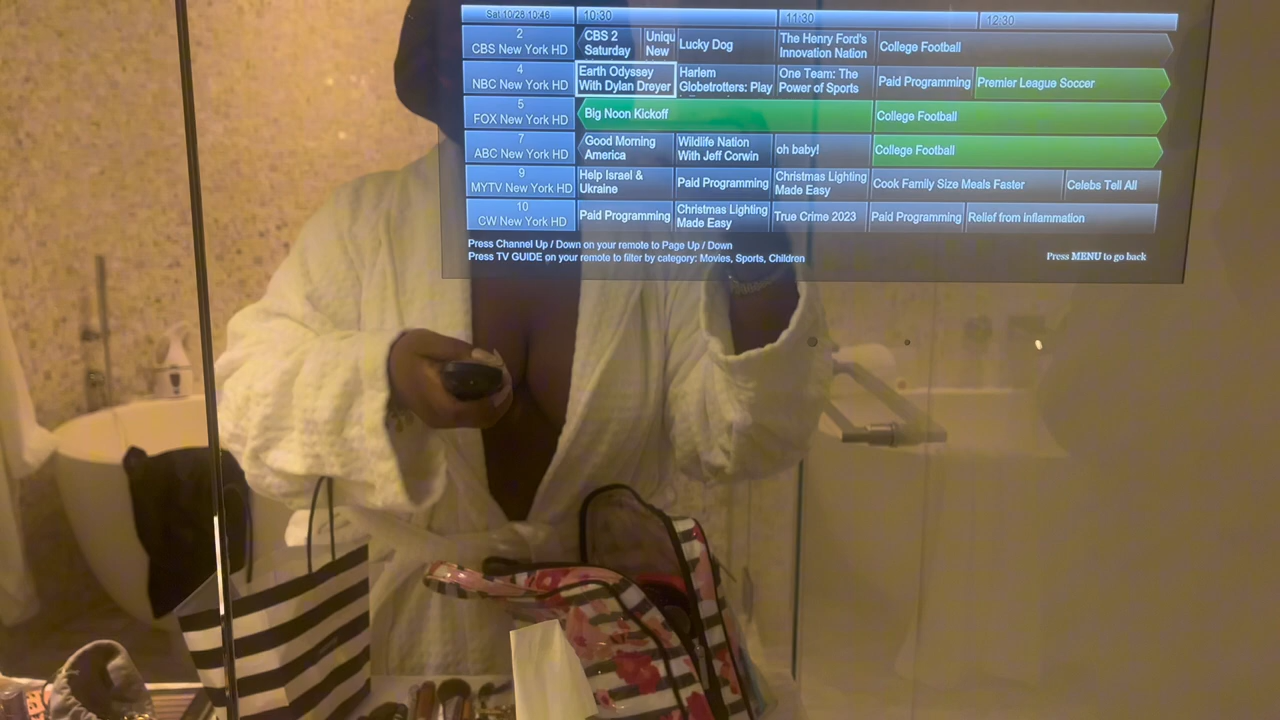 Sat 10/28 10:46
10:30
11:30
12:30
2
CBS New York HD
CBS 2
Saturday
Uniqu
New
Lucky Dog
The Henry Ford's
Innovation Nation
College Football
4
NBC New York HD
Earth Odyssey
With Dylan Dreyer
Harlem
Globetrotters: Play
One Team: The
Power of Sports
Paid Programming
Premier League Soccer
5
FOX New York HD
Big Noon Kickoff
College Football
7
ABC New York HD
Good Morning
America
Wildlife Nation
With Jeff Corwin
oh baby!
College Football
9
MYTV New York HD
Help Israel &
Ukraine
Paid Programming
Christmas Lighting
Made Easy
Cook Family Size Meals Faster
Celebs Tell All
10
CW New York HD
Paid Programming
Christmas Lighting
Made Easy
True Crime 2023
Paid Programming
Relief from inflammation
Press Channel Up / Down on your remote to Page Up / Down
Press TV GUIDE on your remote to filter by category: Movies, Sports, Children
Press MENU to go back